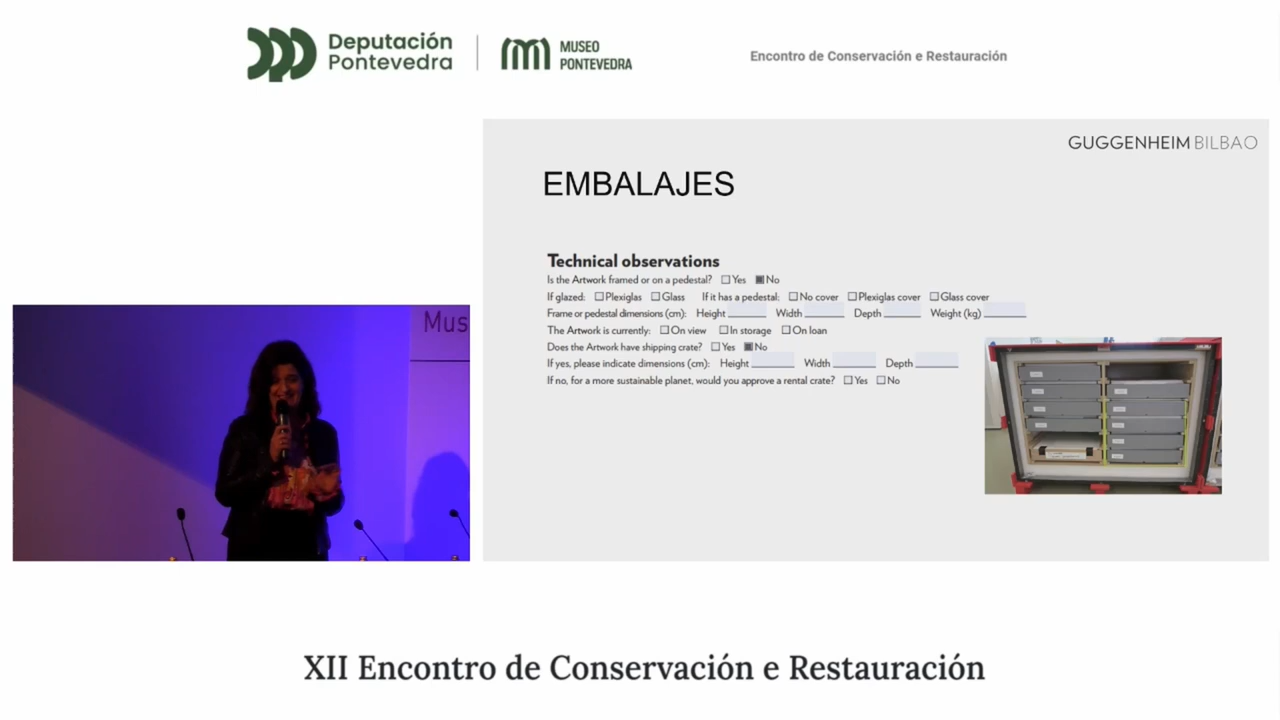 Deputación
Pontevedra
MUSEO
PONTEVEDRA
Encontro de Conservación e Restauración
GUGGENHEIM BILBAO
EMBALAJES
Technical observations
Is the Artwork framed or on a pedestal? Yes No
If glazed: Plexiglas Glass If it has a pedestal: No cover Plexiglas cover Glass cover
Frame or pedestal dimensions (cm): Height Width Depth Weight (kg)
The Artwork is currently: On view In storage On loan
Does the Artwork have shipping crate? Yes No
If yes, please indicate dimensions (cm): Height Width Depth
If no, for a more sustainable planet, would you approve a rental crate? Yes No
Mus
XII Encontro de Conservación e Restauración